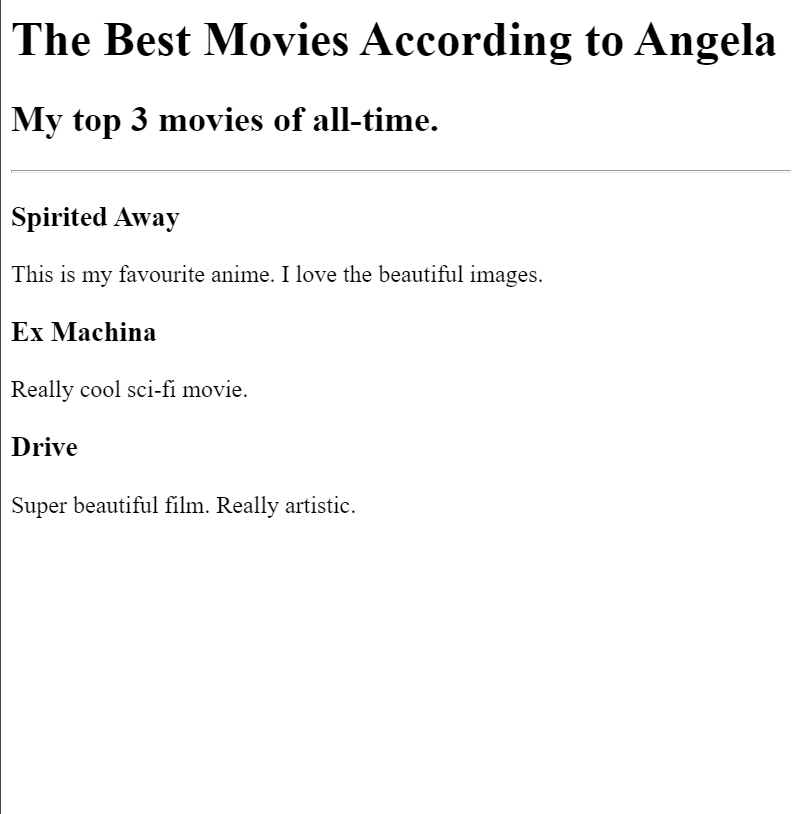 The Best Movies According to Angela
My top 3 movies of all-time.
Spirited Away
This is my favourite anime. I love the beautiful images.
Ex Machina
Really cool sci-fi movie.
Drive
Super beautiful film. Really artistic.